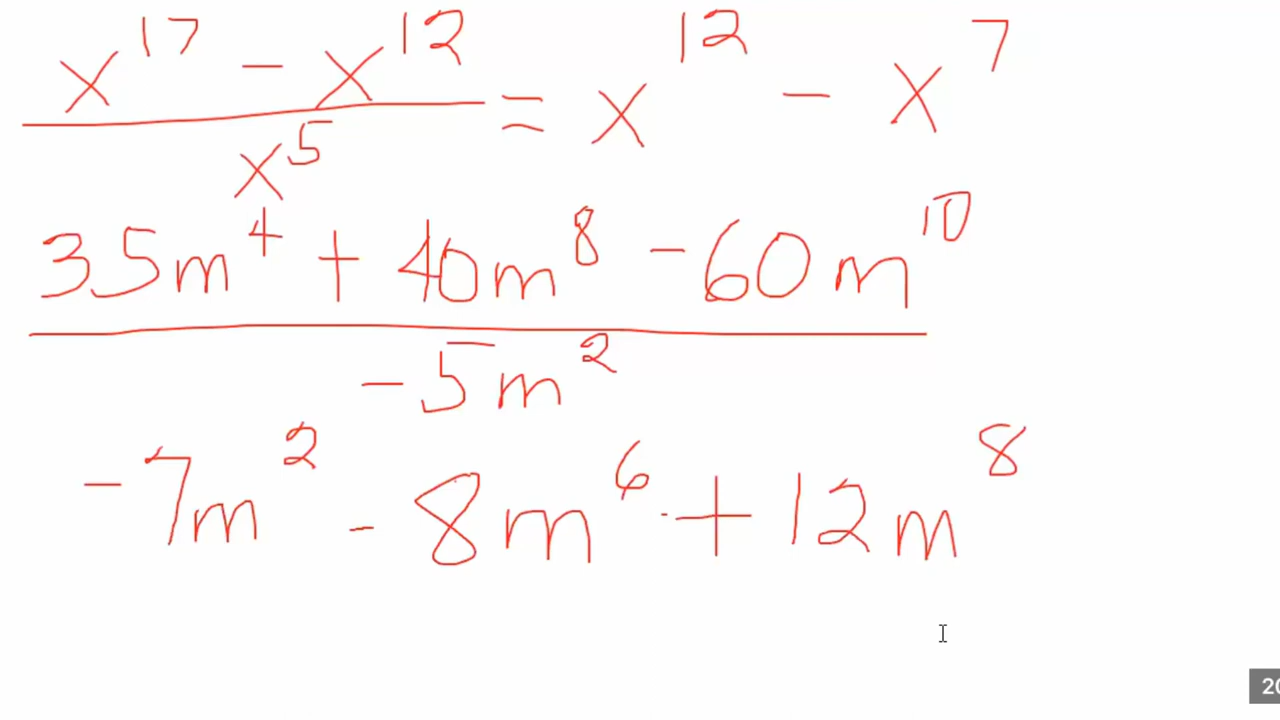 x^17 - x^12 / x^5 = x^12 - x^7
35m^4 + 40m^8 - 60m^10 / -5m^2
-7m^2 - 8m^6 + 12m^8